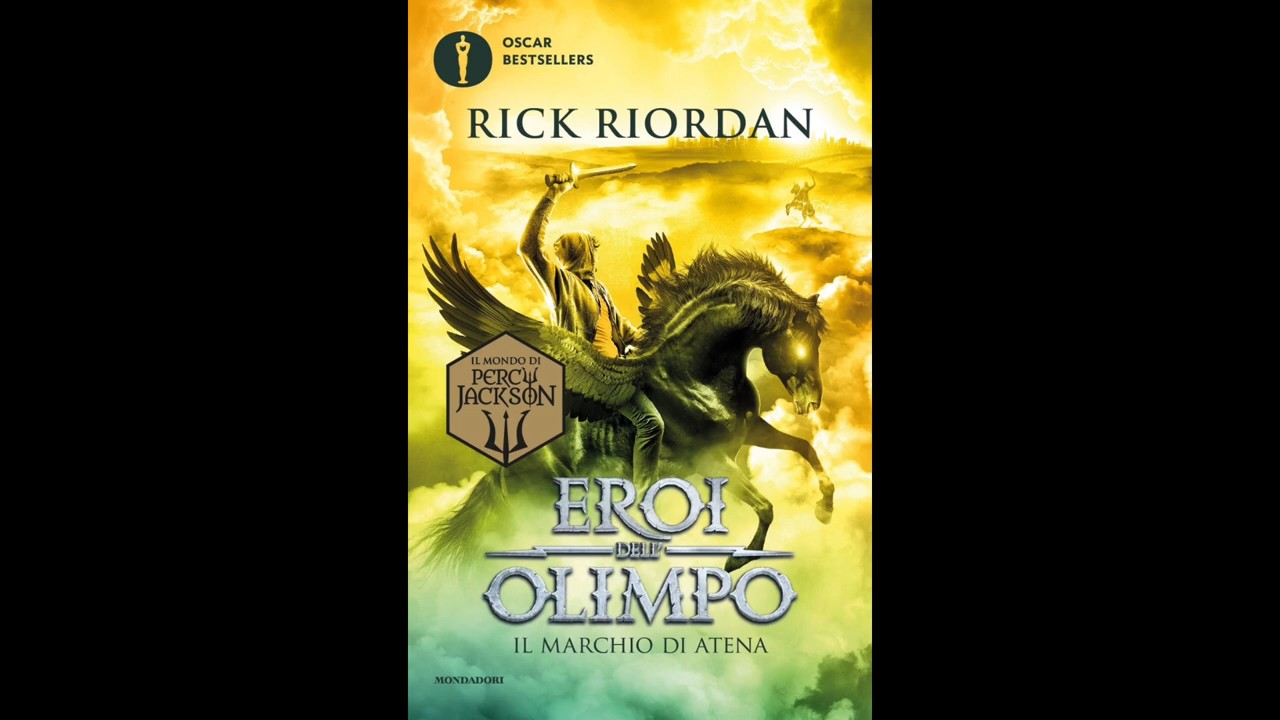 OSCAR
BESTSELLERS
RICK RIORDAN
IL MONDO DI
PERCY
JACKSON
EROI
DELL'
OLIMPO
IL MARCHIO DI ATENA
MONDADORI